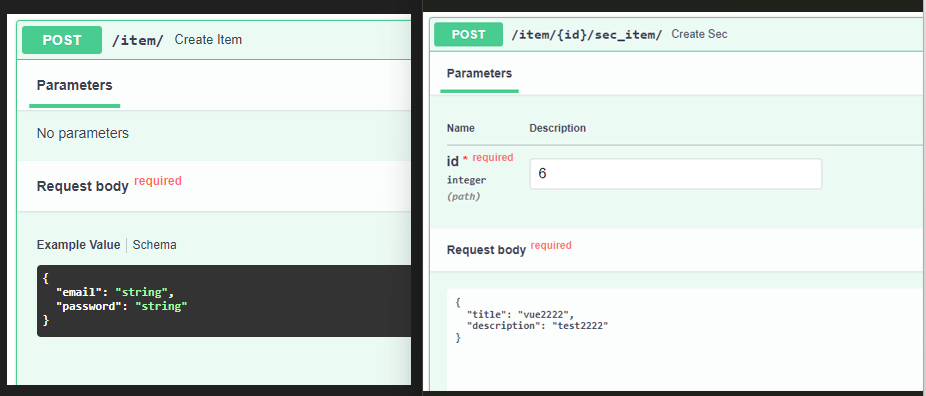 POST /item/ Create Item
Parameters
No parameters
Request body required
Example Value Schema
{
  "email": "string",
  "password": "string"
}
POST /item/{id}/sec_item/ Create Sec
Parameters
Name Description
id * required
integer
(path)
6
Request body required
{
  "title": "vue2222",
  "description": "test2222"
}